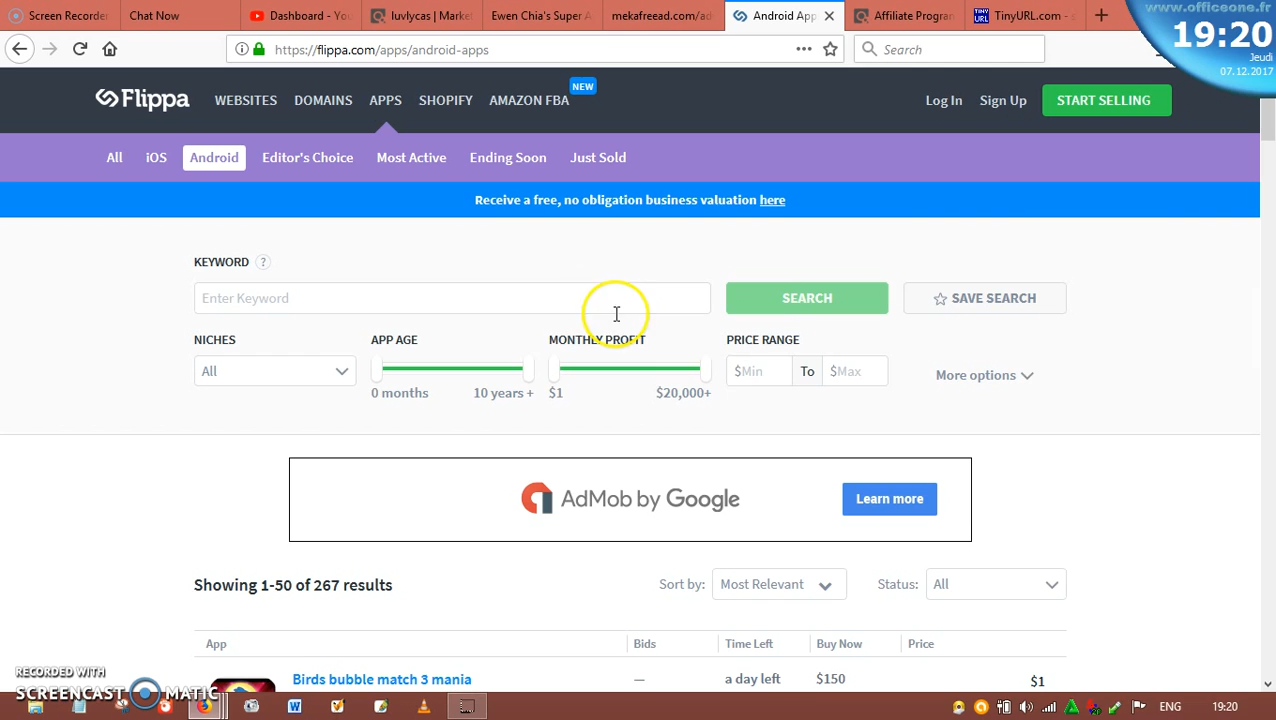 Screen Recorder
Chat Now
Dashboard - Yo
luvlycas | Marke
Ewen Chia's Super A
mekafreead.com/ad
Android App
Affiliate Program
TINY URL
TinyURL.com - s
www.officeone.fr
19:20
Jeudi
07.12.2017
https://flippa.com/apps/android-apps
Search
Flippa
WEBSITES
DOMAINS
APPS
SHOPIFY
AMAZON FBA
NEW
Log In
Sign Up
START SELLING
All
iOS
Android
Editor's Choice
Most Active
Ending Soon
Just Sold
Receive a free, no obligation business valuation here
KEYWORD ?
Enter Keyword
SEARCH
SAVE SEARCH
NICHES
APP AGE
MONTHLY PROFIT
PRICE RANGE
All
$Min
To
$Max
More options
0 months
10 years +
$1
$20,000+
AdMob by Google
Learn more
Showing 1-50 of 267 results
Sort by:
Most Relevant
Status:
All
App
Bids
Time Left
Buy Now
Price
Birds bubble match 3 mania
—
a day left
$150
$1
RECORDED WITH
SCREENCAST MATIC
ENG
19:20